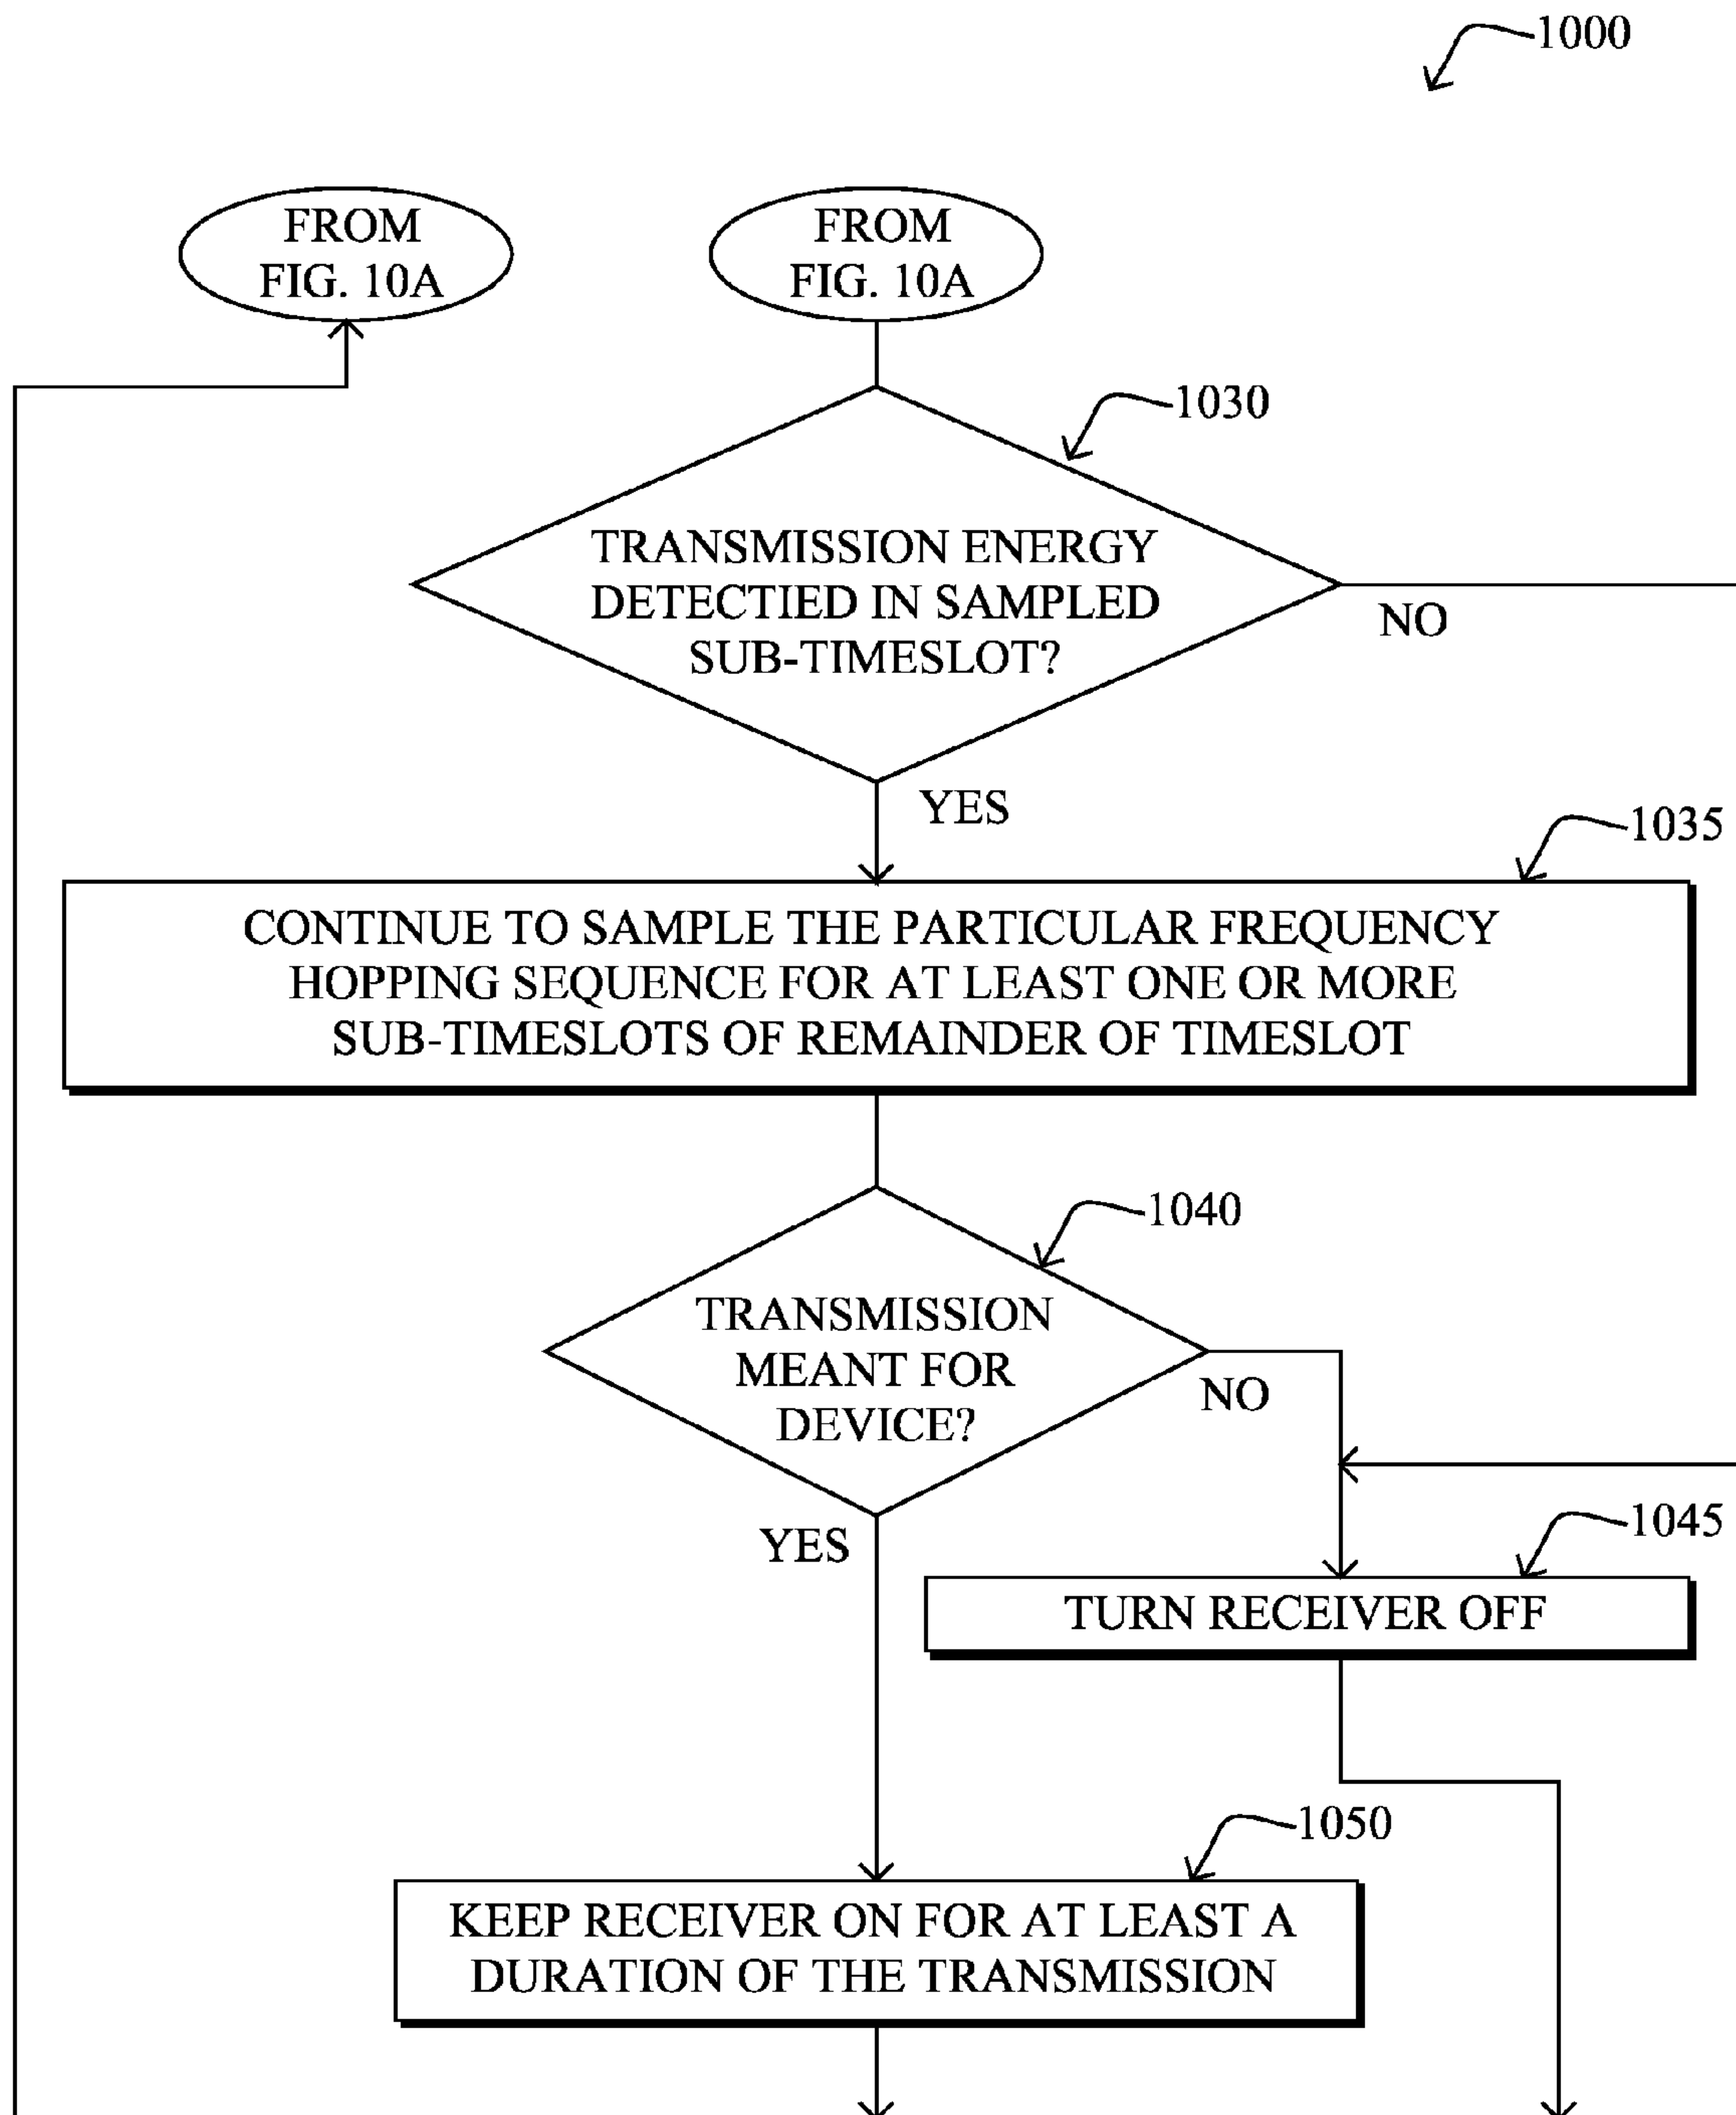 1000
FROM
FIG. 10A
FROM
FIG. 10A
1030
TRANSMISSION ENERGY
DETECTIED IN SAMPLED
SUB-TIMESLOT?
NO
YES
1035
CONTINUE TO SAMPLE THE PARTICULAR FREQUENCY
HOPPING SEQUENCE FOR AT LEAST ONE OR MORE
SUB-TIMESLOTS OF REMAINDER OF TIMESLOT
1040
TRANSMISSION
MEANT FOR
DEVICE?
NO
YES
1045
TURN RECEIVER OFF
1050
KEEP RECEIVER ON FOR AT LEAST A
DURATION OF THE TRANSMISSION